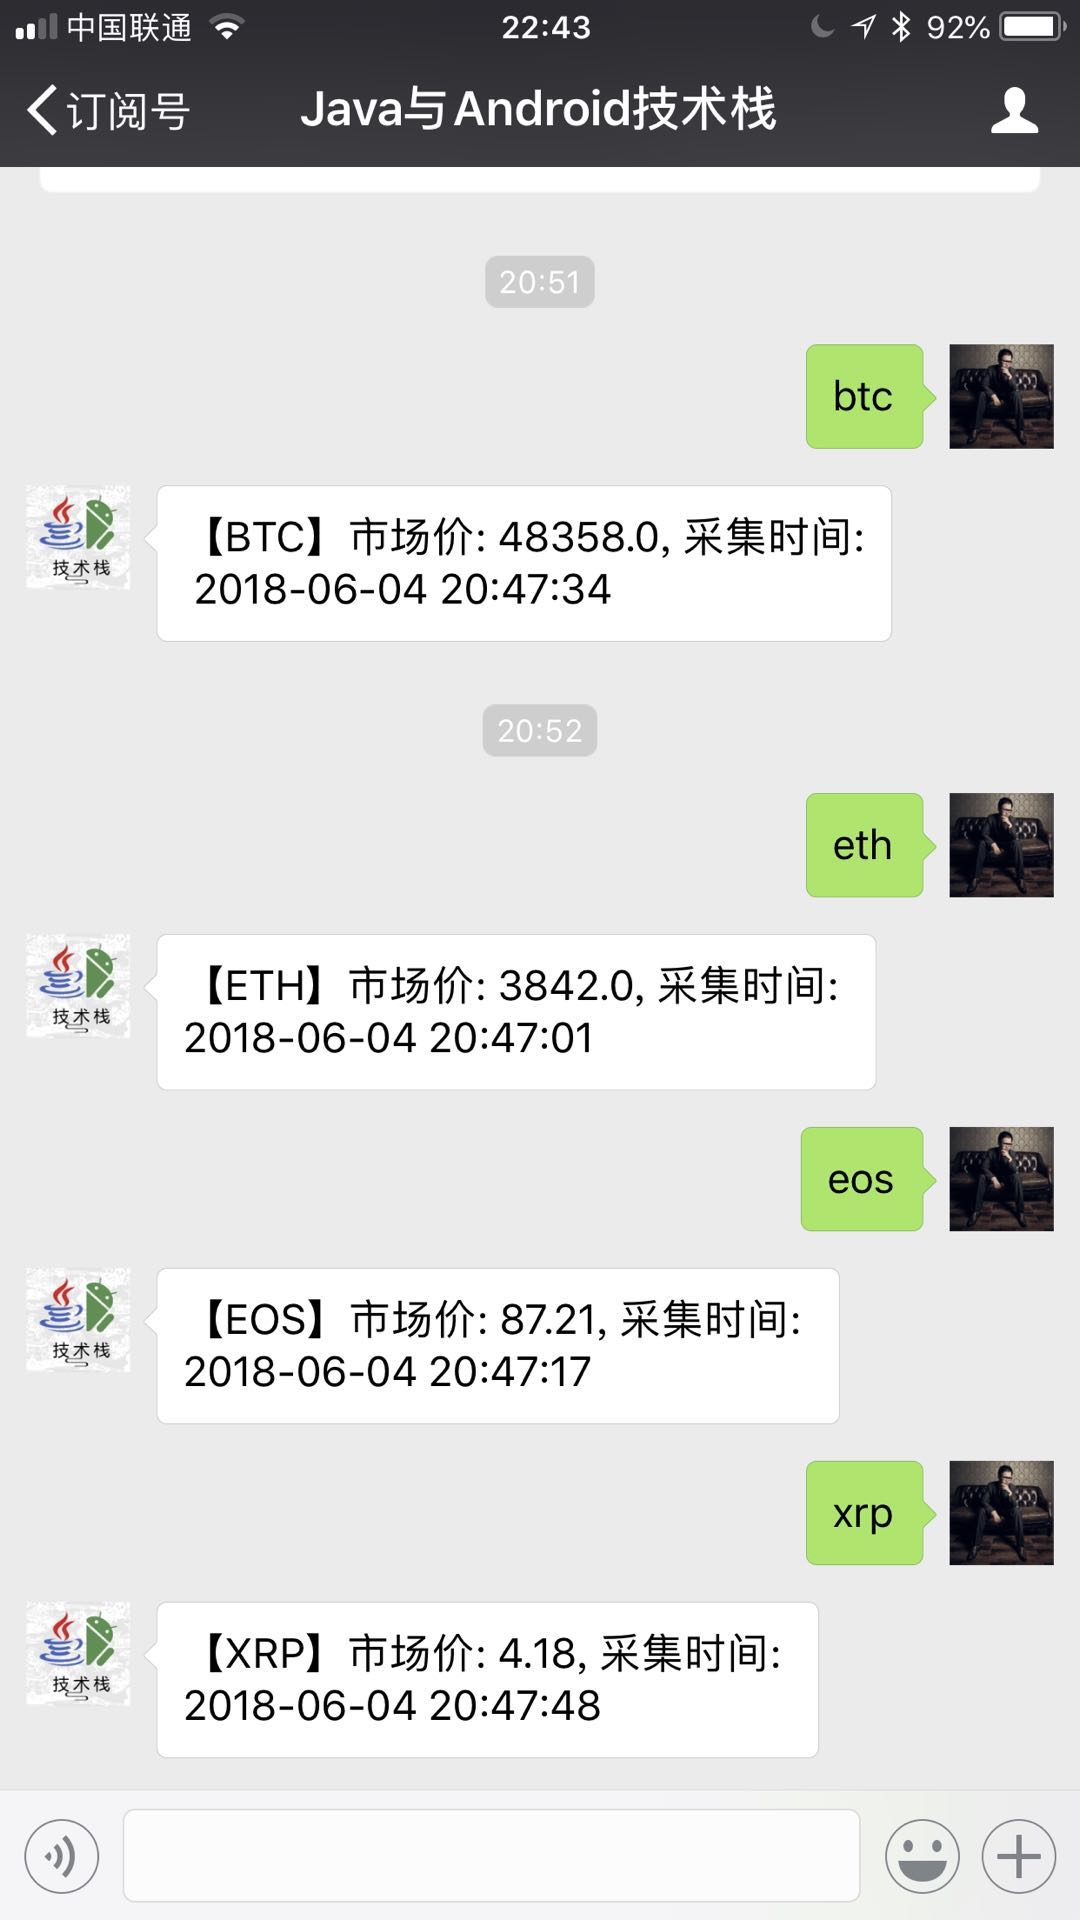 中国联通 22:43 92%
订阅号 Java与Android技术栈
20:51
btc
技术栈
【BTC】市场价: 48358.0, 采集时间:
2018-06-04 20:47:34
20:52
eth
技术栈
【ETH】市场价: 3842.0, 采集时间:
2018-06-04 20:47:01
eos
技术栈
【EOS】市场价: 87.21, 采集时间:
2018-06-04 20:47:17
xrp
技术栈
【XRP】市场价: 4.18, 采集时间:
2018-06-04 20:47:48